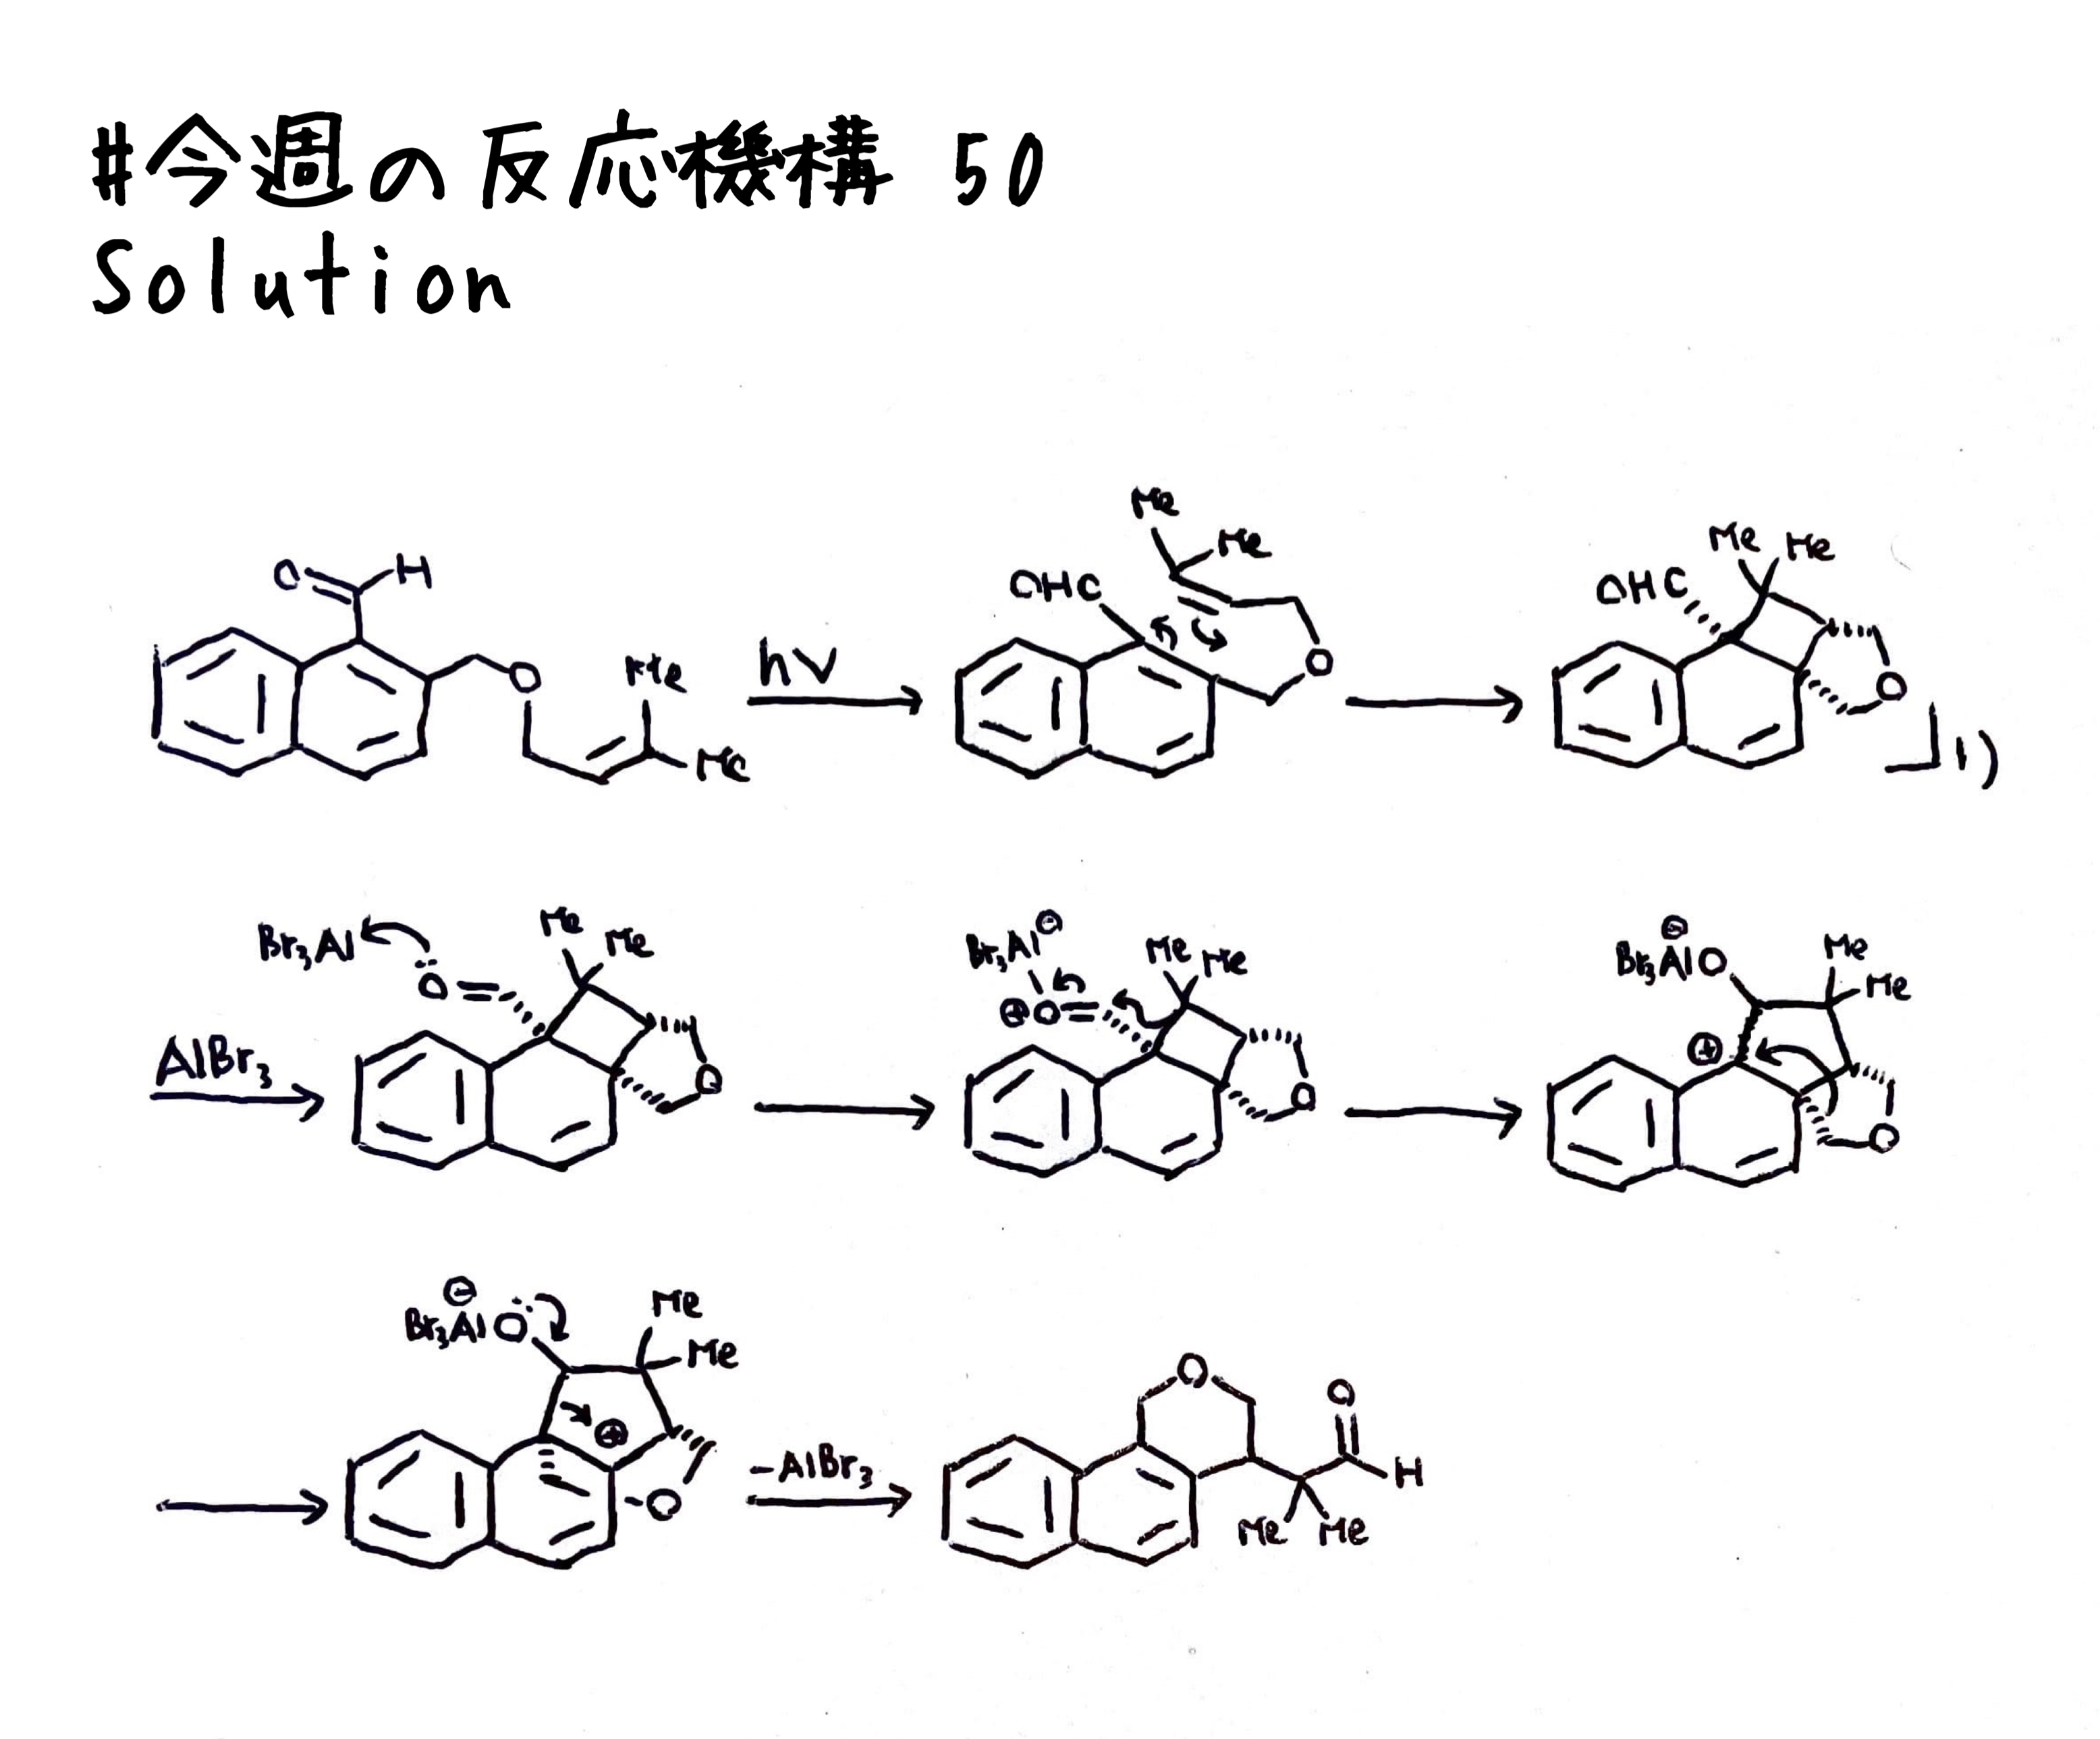 #今週の反応機構 50
Solution
O H O Me Me
hν
OHC Me Me O
OHC Me Me O 1)
AlBr3
Br3Al Ö Me Me O
Br3Al ⊖ ⊕O Me Me O
⊖ Br3AlO Me Me ⊕ O
⊖ Br3AlÖ Me Me ⊕ O
-AlBr3
O O H Me Me